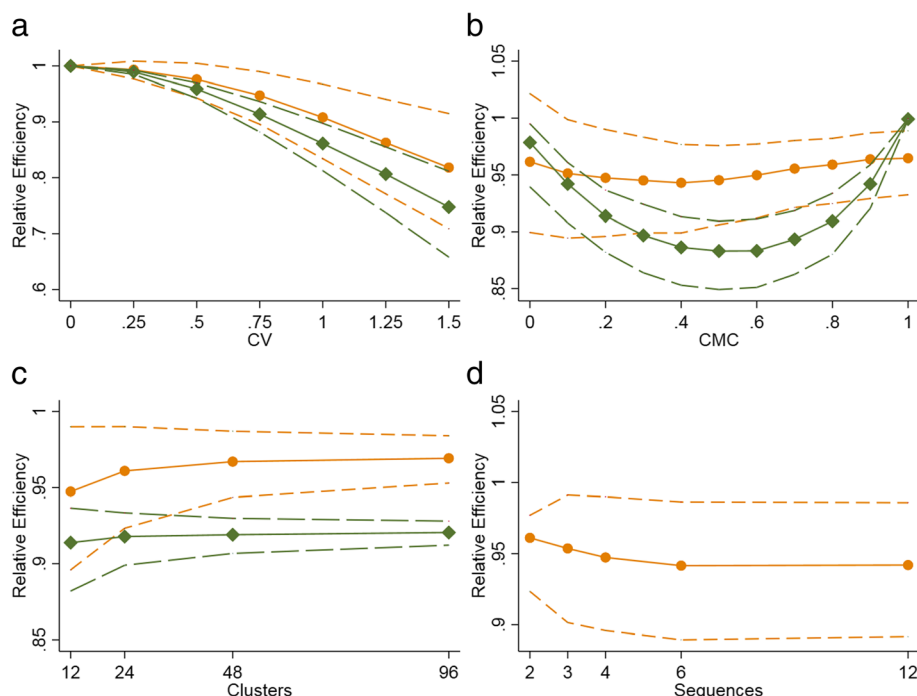 a
Relative Efficiency
1
.9
.8
.7
.6
0 .25 .5 .75 1 1.25 1.5
CV
b
Relative Efficiency
1.05
1
.95
.9
.85
0 .2 .4 .6 .8 1
CMC
c
Relative Efficiency
1
.95
.9
.85
12 24 48 96
Clusters
d
Relative Efficiency
1.05
1
.95
.9
2 3 4 6 12
Sequences